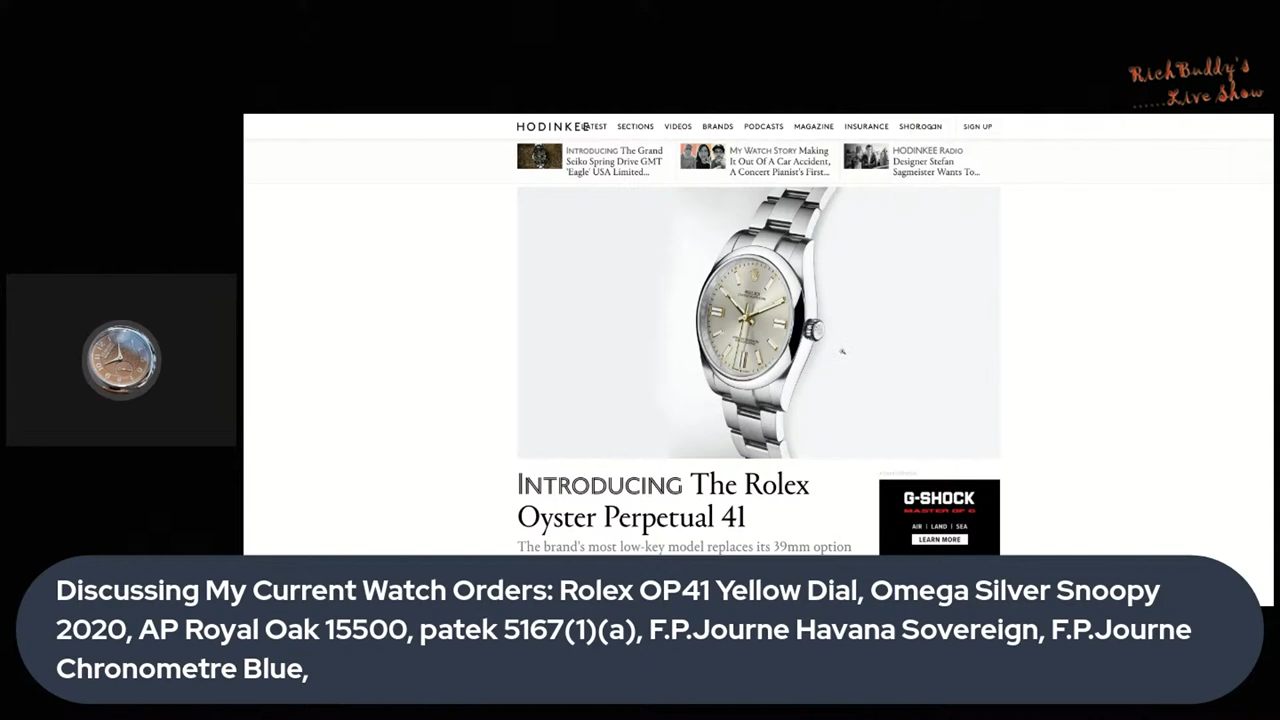 RichBuddy's
......Live Show
HODINKEE LATEST SECTIONS VIDEOS BRANDS PODCASTS MAGAZINE INSURANCE SHOP LOGIN SIGN UP
INTRODUCING The Grand
Seiko Spring Drive GMT
'Eagle' USA Limited...
MY WATCH STORY Making
It Out Of A Car Accident,
A Concert Pianist's First...
HODINKEE RADIO
Designer Stefan
Sagmeister Wants To...
ROLEX
INTRODUCING The Rolex
Oyster Perpetual 41
The brand's most low-key model replaces its 39mm option
G-SHOCK
MASTER OF G
AIR | LAND | SEA
LEARN MORE
Discussing My Current Watch Orders: Rolex OP41 Yellow Dial, Omega Silver Snoopy
2020, AP Royal Oak 15500, patek 5167(1)(a), F.P.Journe Havana Sovereign, F.P.Journe
Chronometre Blue,